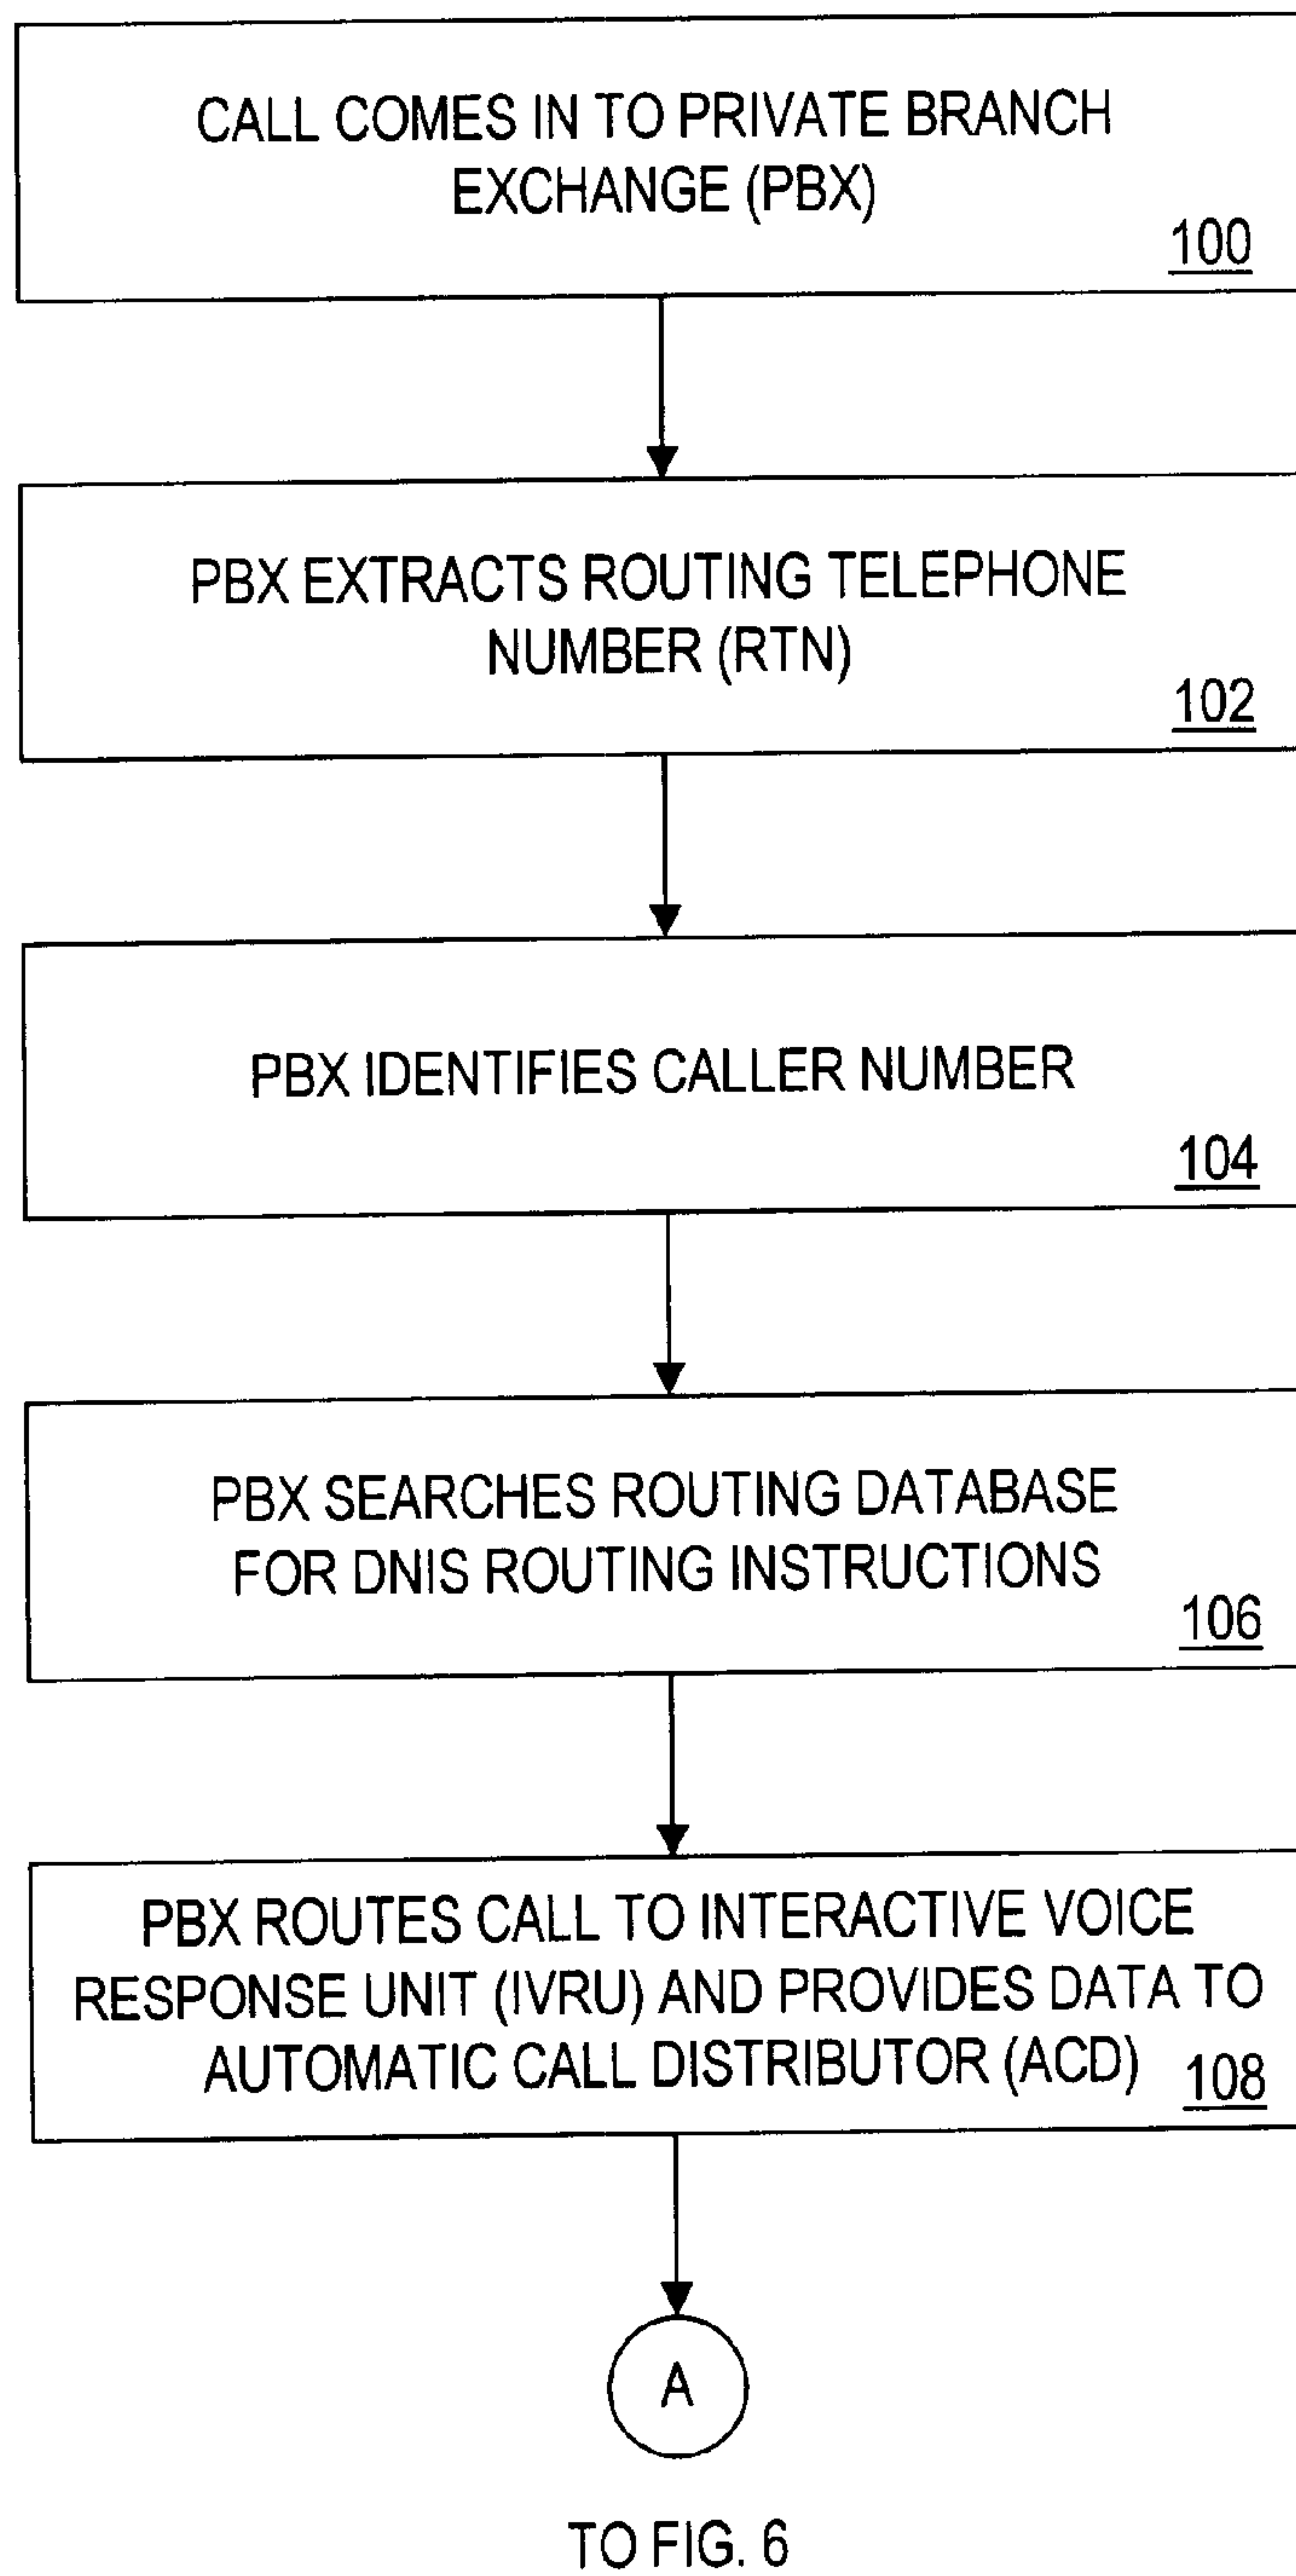 CALL COMES IN TO PRIVATE BRANCH
EXCHANGE (PBX)
100
PBX EXTRACTS ROUTING TELEPHONE
NUMBER (RTN)
102
PBX IDENTIFIES CALLER NUMBER
104
PBX SEARCHES ROUTING DATABASE
FOR DNIS ROUTING INSTRUCTIONS
106
PBX ROUTES CALL TO INTERACTIVE VOICE
RESPONSE UNIT (IVRU) AND PROVIDES DATA TO
AUTOMATIC CALL DISTRIBUTOR (ACD)
108
A
TO FIG. 6